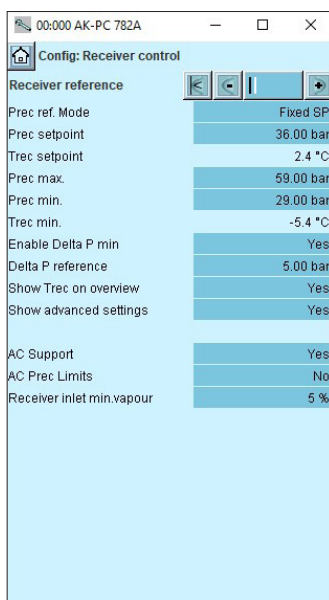 00:000 AK-PC 782A
Config: Receiver control
Receiver reference
Prec ref. Mode Fixed SP
Prec setpoint 36.00 bar
Trec setpoint 2.4 °C
Prec max. 59.00 bar
Prec min. 29.00 bar
Trec min. -5.4 °C
Enable Delta P min Yes
Delta P reference 5.00 bar
Show Trec on overview Yes
Show advanced settings Yes
AC Support Yes
AC Prec Limits No
Receiver inlet min.vapour 5 %